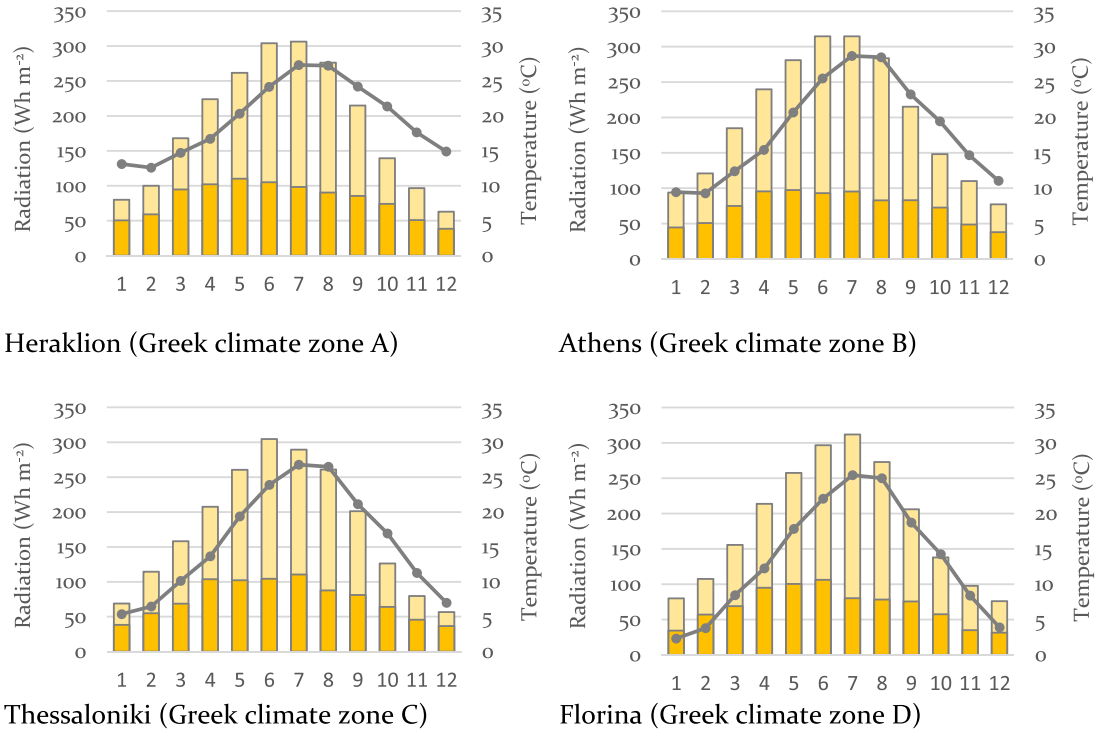 350 35
300 30
250 25
200 20
150 15
100 10
50 5
0 0
Radiation (Wh m⁻²)
Temperature (ᵒC)
1 2 3 4 5 6 7 8 9 10 11 12
Heraklion (Greek climate zone A)
350 35
300 30
250 25
200 20
150 15
100 10
50 5
0 0
Radiation (Wh m⁻²)
Temperature (ᵒC)
1 2 3 4 5 6 7 8 9 10 11 12
Athens (Greek climate zone B)
350 35
300 30
250 25
200 20
150 15
100 10
50 5
0 0
Radiation (Wh m⁻²)
Temperature (ᵒC)
1 2 3 4 5 6 7 8 9 10 11 12
Thessaloniki (Greek climate zone C)
350 35
300 30
250 25
200 20
150 15
100 10
50 5
0 0
Radiation (Wh m⁻²)
Temperature (ᵒC)
1 2 3 4 5 6 7 8 9 10 11 12
Florina (Greek climate zone D)